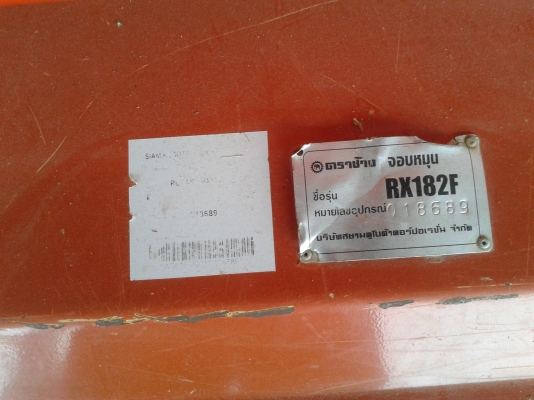 SIAM
13689
ตราช้าง จอบหมุน
ชื่อรุ่น RX182F
หมายเลขอุปกรณ์ 018689
บริษัทสยามคูโบต้าคอร์ปอเรชั่น จำกัด